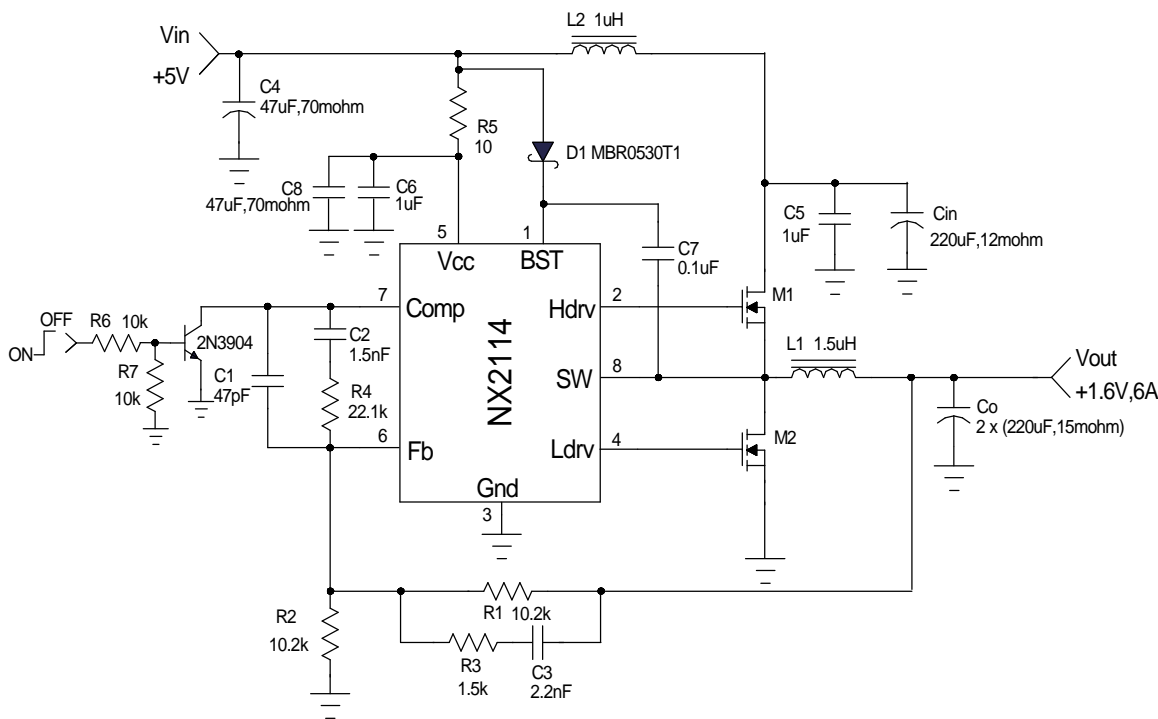 L2 1uH
Vin
+5V
C4
47uF,70mohm
R5
10
D1 MBR0530T1
C8
47uF,70mohm
C6
1uF
C5
1uF
Cin
220uF,12mohm
C7
0.1uF
5
1
Vcc
BST
7
Comp
Hdrv
2
M1
OFF
ON
R6 10k
2N3904
R7
10k
C1
47pF
C2
1.5nF
R4
22.1k
NX2114
SW
8
L1 1.5uH
Vout
+1.6V,6A
Co
2 x (220uF,15mohm)
6
Fb
Ldrv
4
M2
Gnd
3
R2
10.2k
R1 10.2k
R3
1.5k
C3
2.2nF